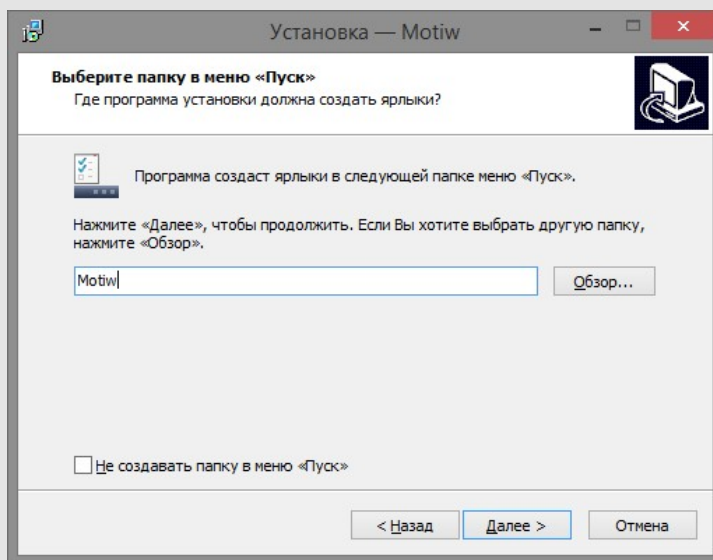 Установка — Motiw
Выберите папку в меню «Пуск»
Где программа установки должна создать ярлыки?
Программа создаст ярлыки в следующей папке меню «Пуск».
Нажмите «Далее», чтобы продолжить. Если Вы хотите выбрать другую папку,
нажмите «Обзор».
Motiw
Обзор...
Не создавать папку в меню «Пуск»
< Назад
Далее >
Отмена